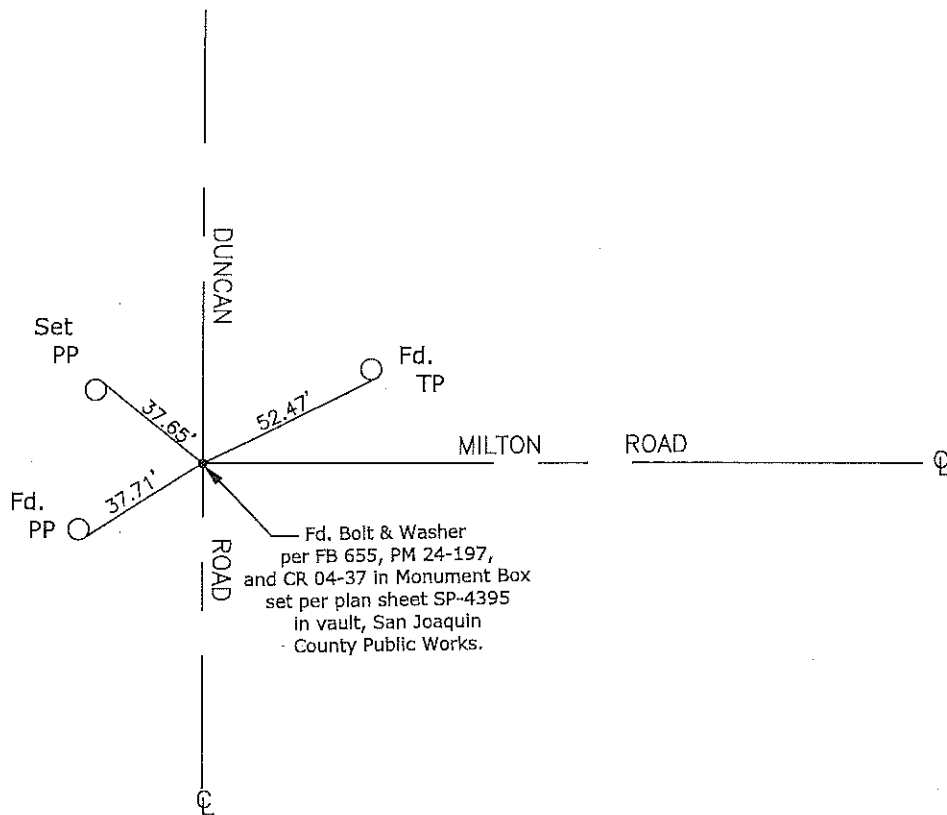 DUNCAN
Set
PP
Fd.
TP
37.65'
52.47'
MILTON ROAD
℄
Fd.
PP
37.71'
ROAD
Fd. Bolt & Washer
per FB 655, PM 24-197,
and CR 04-37 in Monument Box
set per plan sheet SP-4395
in vault, San Joaquin
County Public Works.
℄